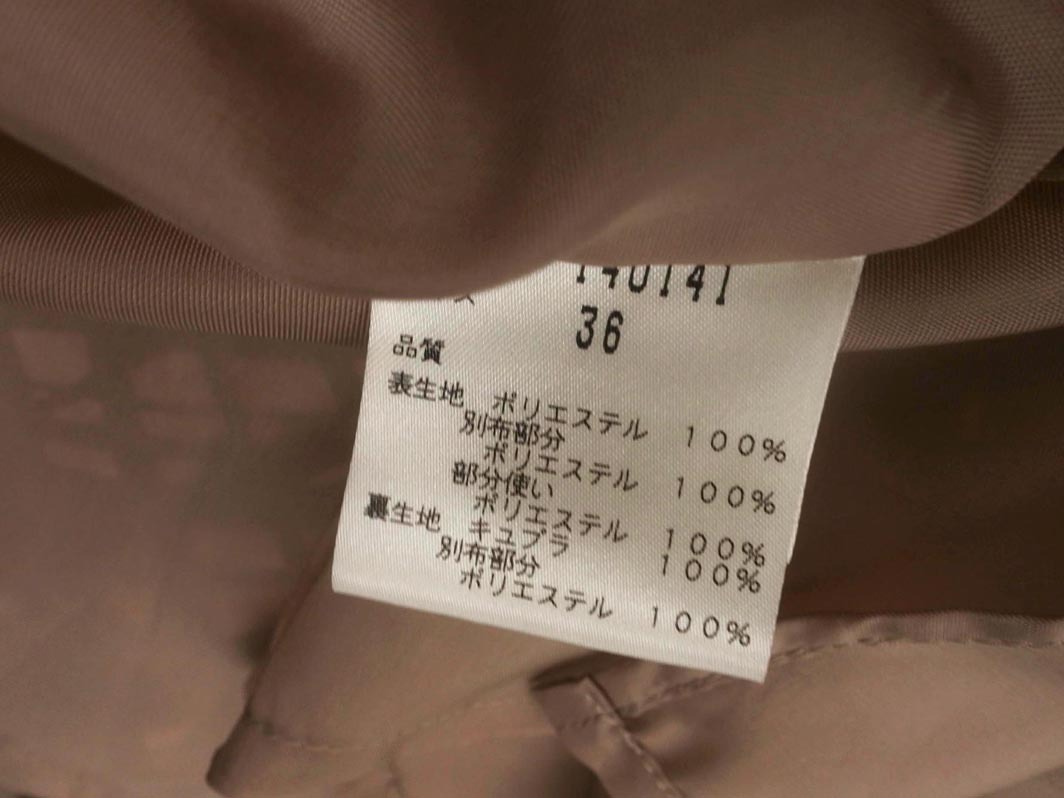 140141
ス 36
品質
表生地 ポリエステル 100%
別布部分
ポリエステル 100%
部分使い
ポリエステル 100%
裏生地 キュプラ 100%
別布部分
ポリエステル 100%